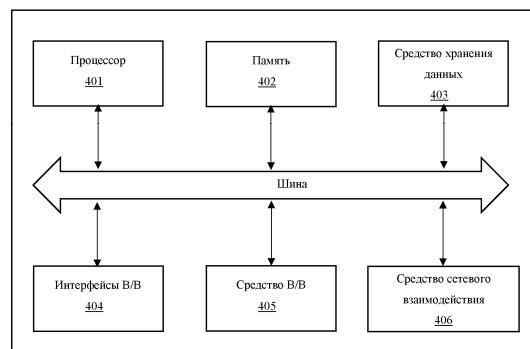 Процессор
401
Память
402
Средство хранения
данных
403
Шина
Интерфейсы В/В
404
Средство В/В
405
Средство сетевого
взаимодействия
406